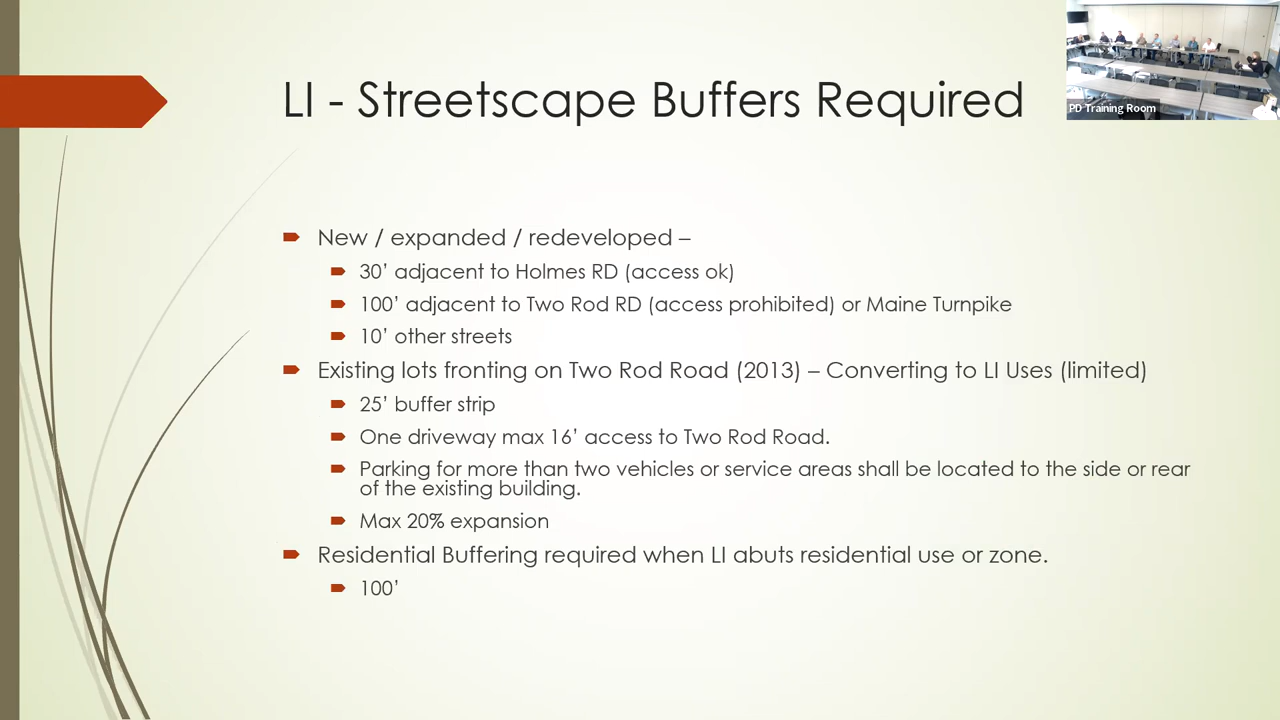 LI - Streetscape Buffers Required
PD Training Room
New / expanded / redeveloped –
30’ adjacent to Holmes RD (access ok)
100’ adjacent to Two Rod RD (access prohibited) or Maine Turnpike
10’ other streets
Existing lots fronting on Two Rod Road (2013) – Converting to LI Uses (limited)
25’ buffer strip
One driveway max 16’ access to Two Rod Road.
Parking for more than two vehicles or service areas shall be located to the side or rear
of the existing building.
Max 20% expansion
Residential Buffering required when LI abuts residential use or zone.
100’